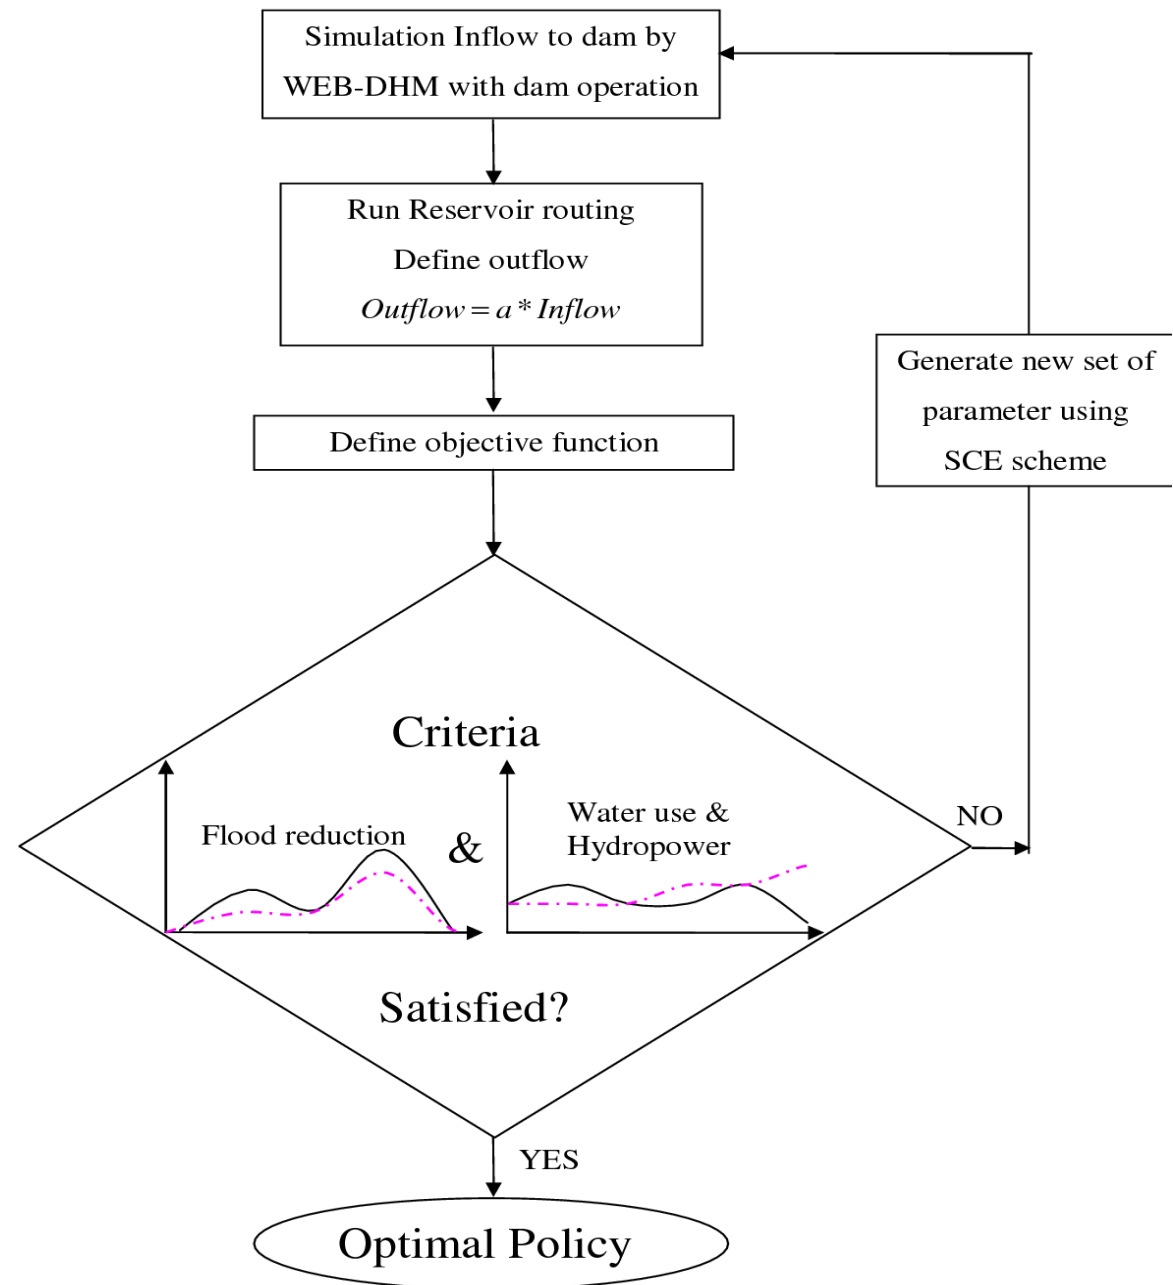 Simulation Inflow to dam by
WEB-DHM with dam operation
Run Reservoir routing
Define outflow
Outflow = a * Inflow
Generate new set of
parameter using
SCE scheme
Define objective function
Criteria
Flood reduction
&
Water use &
Hydropower
NO
Satisfied?
YES
Optimal Policy